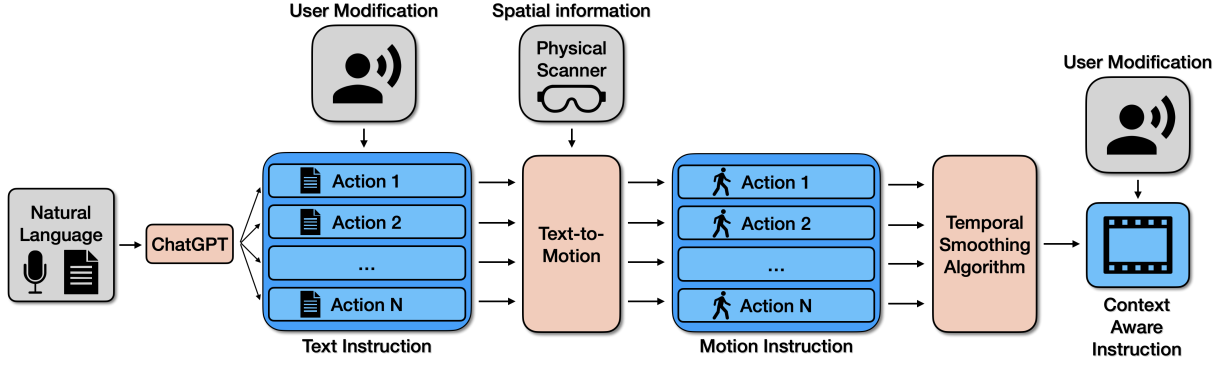 User Modification
Spatial information
Physical
Scanner
User Modification
Natural
Language
ChatGPT
Action 1
Action 2
...
Action N
Text Instruction
Text-to-
Motion
Action 1
Action 2
...
Action N
Motion Instruction
Temporal
Smoothing
Algorithm
Context
Aware
Instruction